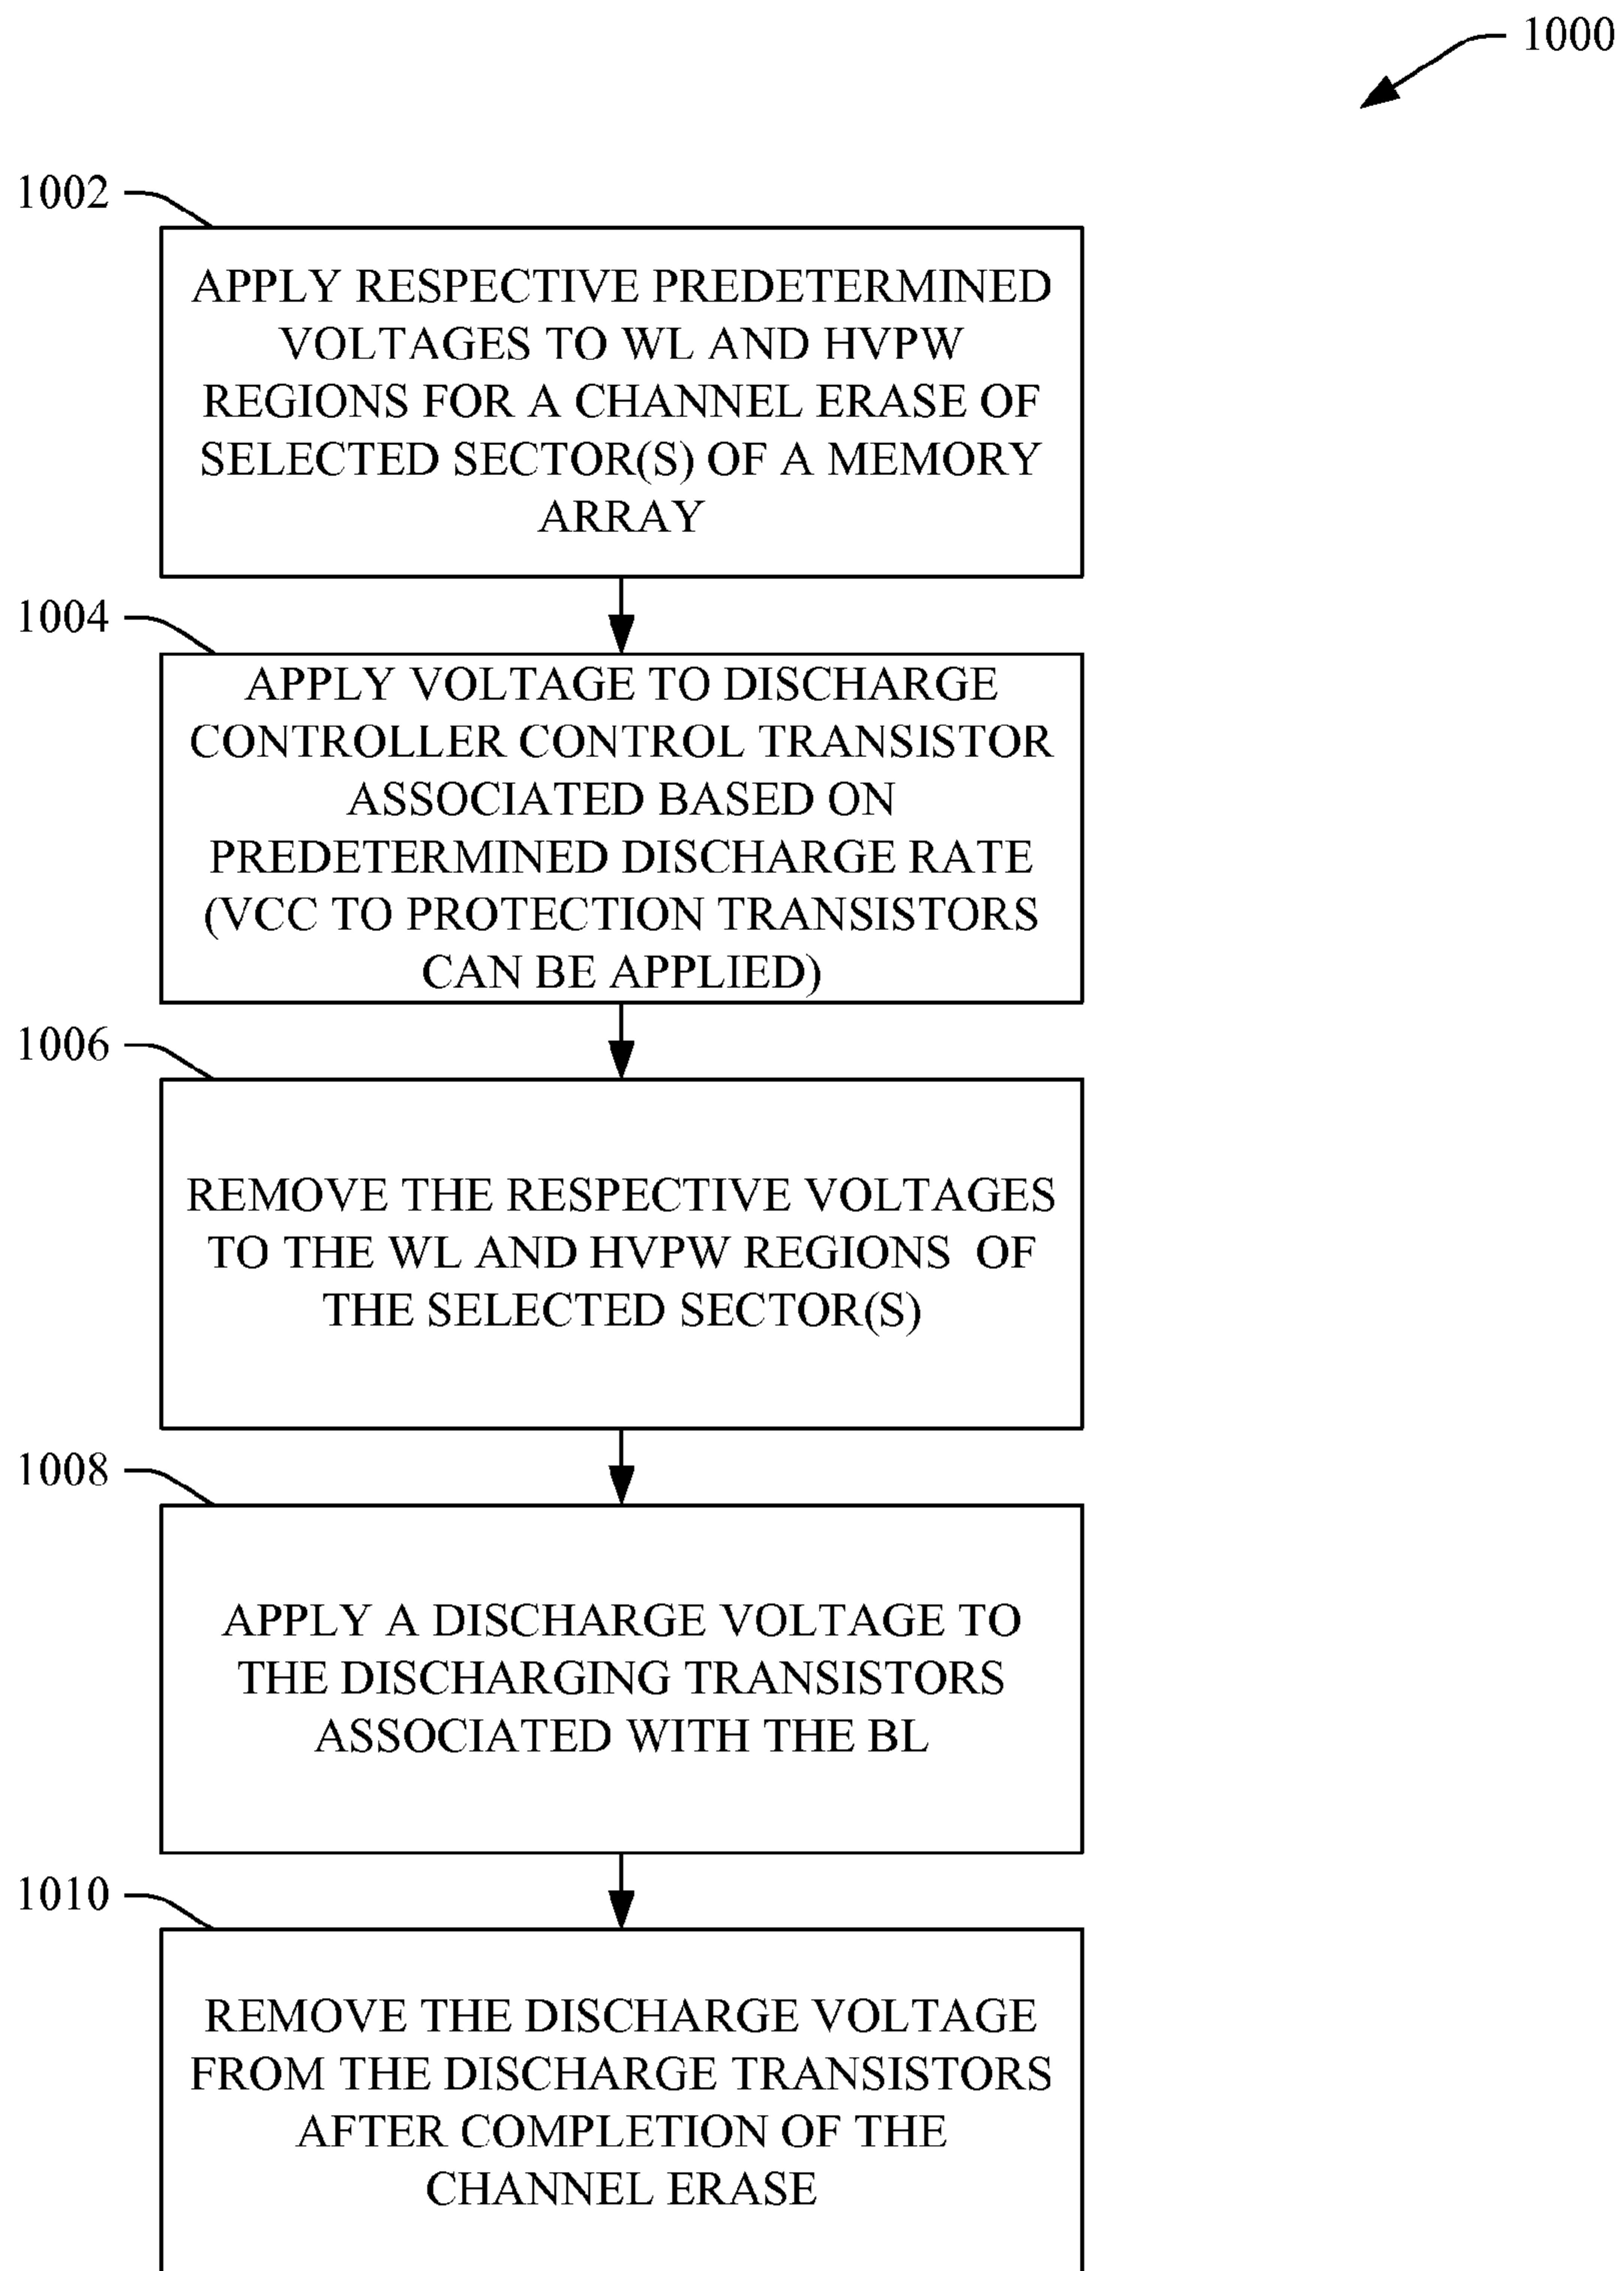 1000
1002
APPLY RESPECTIVE PREDETERMINED
VOLTAGES TO WL AND HVPW
REGIONS FOR A CHANNEL ERASE OF
SELECTED SECTOR(S) OF A MEMORY
ARRAY
1004
APPLY VOLTAGE TO DISCHARGE
CONTROLLER CONTROL TRANSISTOR
ASSOCIATED BASED ON
PREDETERMINED DISCHARGE RATE
(VCC TO PROTECTION TRANSISTORS
CAN BE APPLIED)
1006
REMOVE THE RESPECTIVE VOLTAGES
TO THE WL AND HVPW REGIONS OF
THE SELECTED SECTOR(S)
1008
APPLY A DISCHARGE VOLTAGE TO
THE DISCHARGING TRANSISTORS
ASSOCIATED WITH THE BL
1010
REMOVE THE DISCHARGE VOLTAGE
FROM THE DISCHARGE TRANSISTORS
AFTER COMPLETION OF THE
CHANNEL ERASE